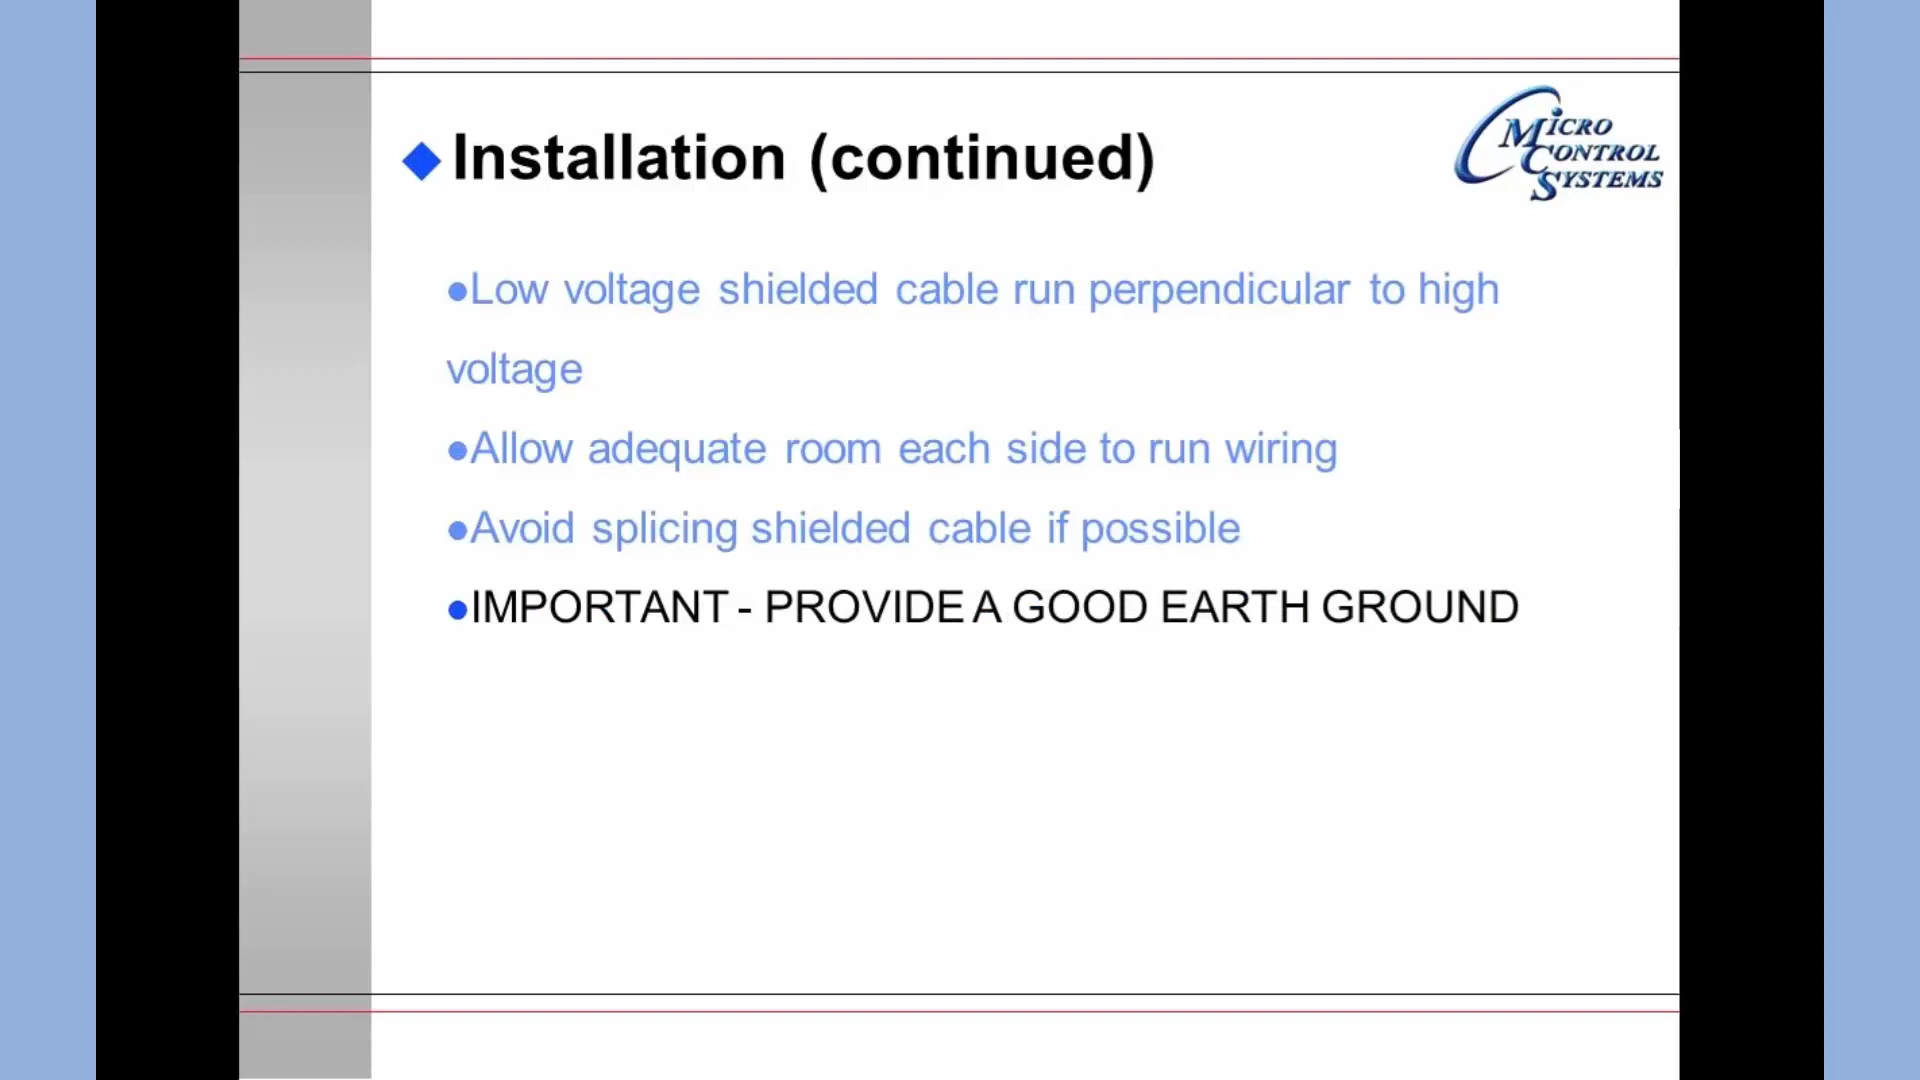 Installation (continued)
MICRO
CONTROL
SYSTEMS
●Low voltage shielded cable run perpendicular to high
voltage
●Allow adequate room each side to run wiring
●Avoid splicing shielded cable if possible
●IMPORTANT - PROVIDE A GOOD EARTH GROUND